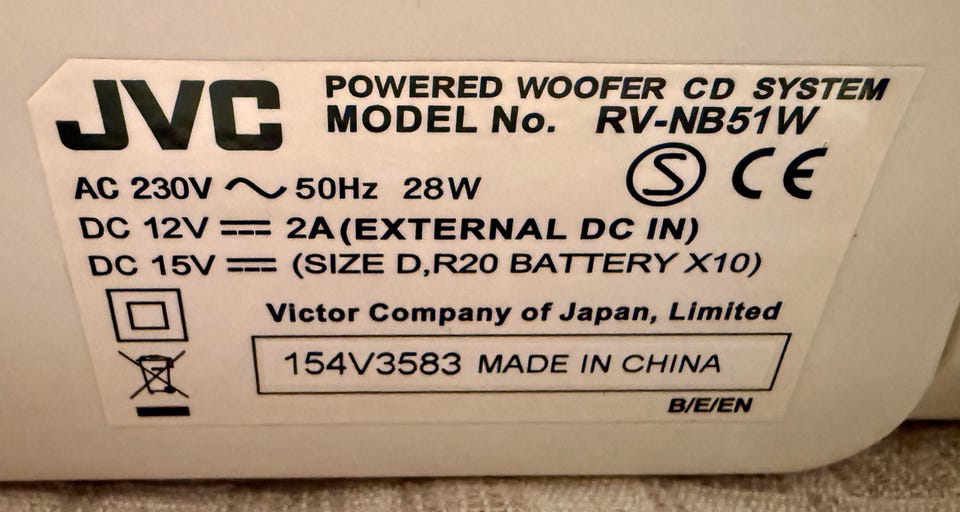 JVC
POWERED WOOFER CD SYSTEM
MODEL No. RV-NB51W
S CE
AC 230V ～ 50Hz 28W
DC 12V ⎓ 2A (EXTERNAL DC IN)
DC 15V ⎓ (SIZE D,R20 BATTERY X10)
Victor Company of Japan, Limited
154V3583 MADE IN CHINA
B/E/EN